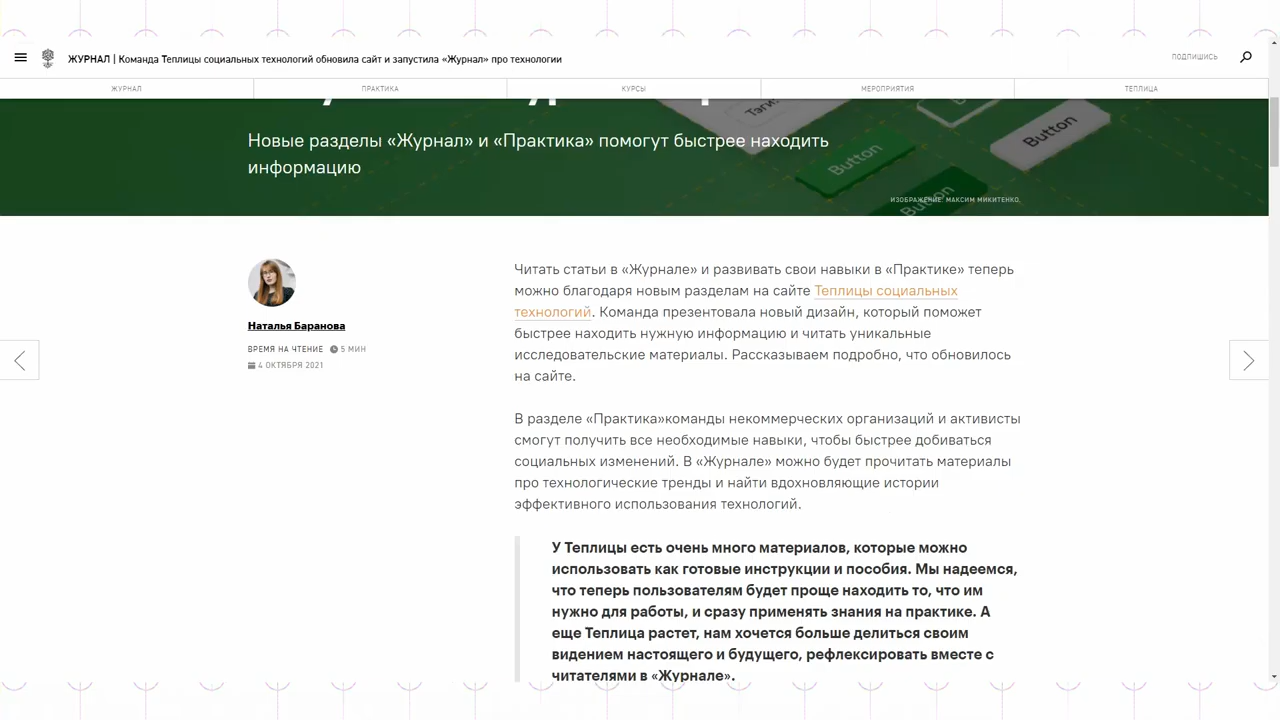 ЖУРНАЛ | Команда Теплицы социальных технологий обновила сайт и запустила «Журнал» про технологии
ПОДПИШИСЬ
ЖУРНАЛ
ПРАКТИКА
КУРСЫ
МЕРОПРИЯТИЯ
ТЕПЛИЦА
Таги
Button
Button
Button
Новые разделы «Журнал» и «Практика» помогут быстрее находить
информацию
ИЗОБРАЖЕНИЕ: МАКСИМ МИКИТЕНКО.
Наталья Баранова
ВРЕМЯ НА ЧТЕНИЕ 5 МИН
4 ОКТЯБРЯ 2021
Читать статьи в «Журнале» и развивать свои навыки в «Практике» теперь
можно благодаря новым разделам на сайте Теплицы социальных
технологий. Команда презентовала новый дизайн, который поможет
быстрее находить нужную информацию и читать уникальные
исследовательские материалы. Рассказываем подробно, что обновилось
на сайте.
В разделе «Практика»команды некоммерческих организаций и активисты
смогут получить все необходимые навыки, чтобы быстрее добиваться
социальных изменений. В «Журнале» можно будет прочитать материалы
про технологические тренды и найти вдохновляющие истории
эффективного использования технологий.
У Теплицы есть очень много материалов, которые можно
использовать как готовые инструкции и пособия. Мы надеемся,
что теперь пользователям будет проще находить то, что им
нужно для работы, и сразу применять знания на практике. А
еще Теплица растет, нам хочется больше делиться своим
видением настоящего и будущего, рефлексировать вместе с
читателями в «Журнале».